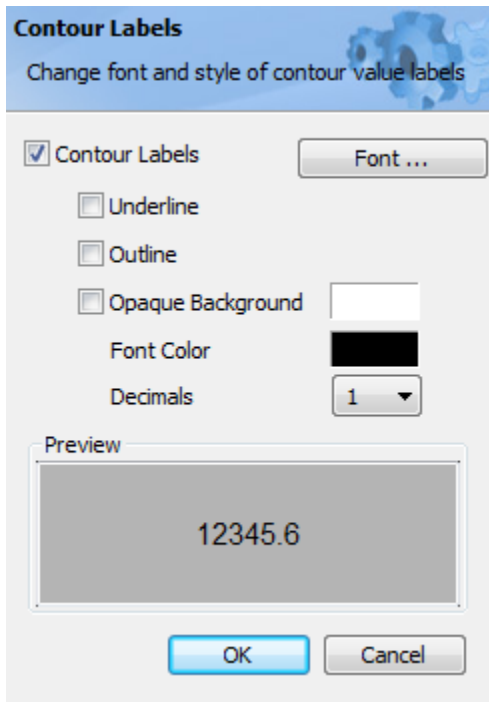 Contour Labels
Change font and style of contour value labels
Contour Labels
Font ...
Underline
Outline
Opaque Background
Font Color
Decimals
1
Preview
12345.6
OK
Cancel